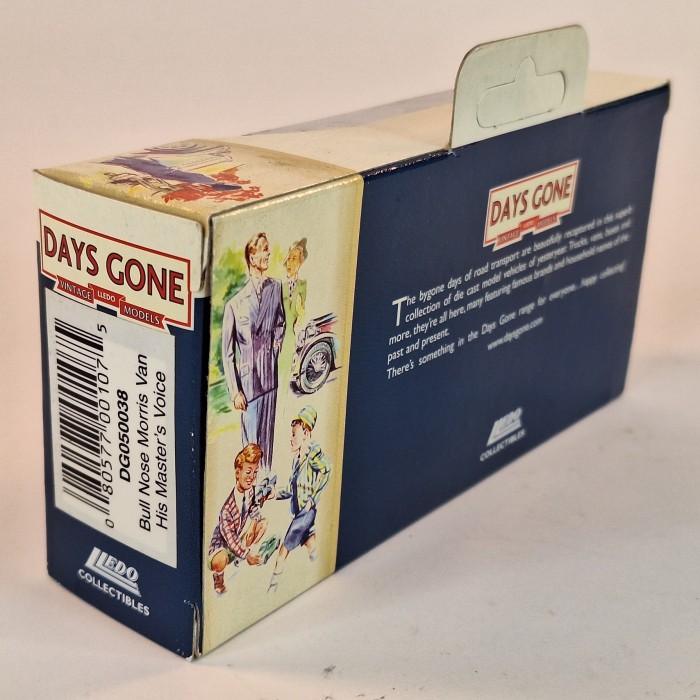 DAYS GONE
VINTAGE LLEDO MODELS
0 80577 00107 5
DG050038
Bull Nose Morris Van
His Master's Voice
LLEDO
COLLECTIBLES
DAYS GONE
VINTAGE LLEDO MODELS
The bygone days of road transport are beautifully recaptured in this superb
collection of die cast model vehicles of yesteryear. Trucks, vans, buses and
more, they're all here, many featuring famous brands and household names of the
past and present.
There's something in the Days Gone range for everyone. Happy collecting!
www.daysgone.com
LLEDO
COLLECTIBLES